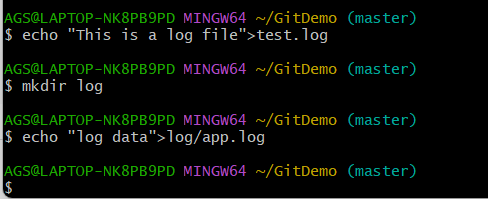 AGS@LAPTOP-NK8PB9PD MINGW64 ~/GitDemo (master)
$ echo "This is a log file">test.log
AGS@LAPTOP-NK8PB9PD MINGW64 ~/GitDemo (master)
$ mkdir log
AGS@LAPTOP-NK8PB9PD MINGW64 ~/GitDemo (master)
$ echo "log data">log/app.log
AGS@LAPTOP-NK8PB9PD MINGW64 ~/GitDemo (master)
$